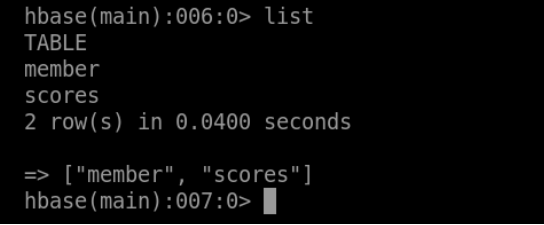 hbase(main):006:0> list
TABLE
member
scores
2 row(s) in 0.0400 seconds
=> ["member", "scores"]
hbase(main):007:0>